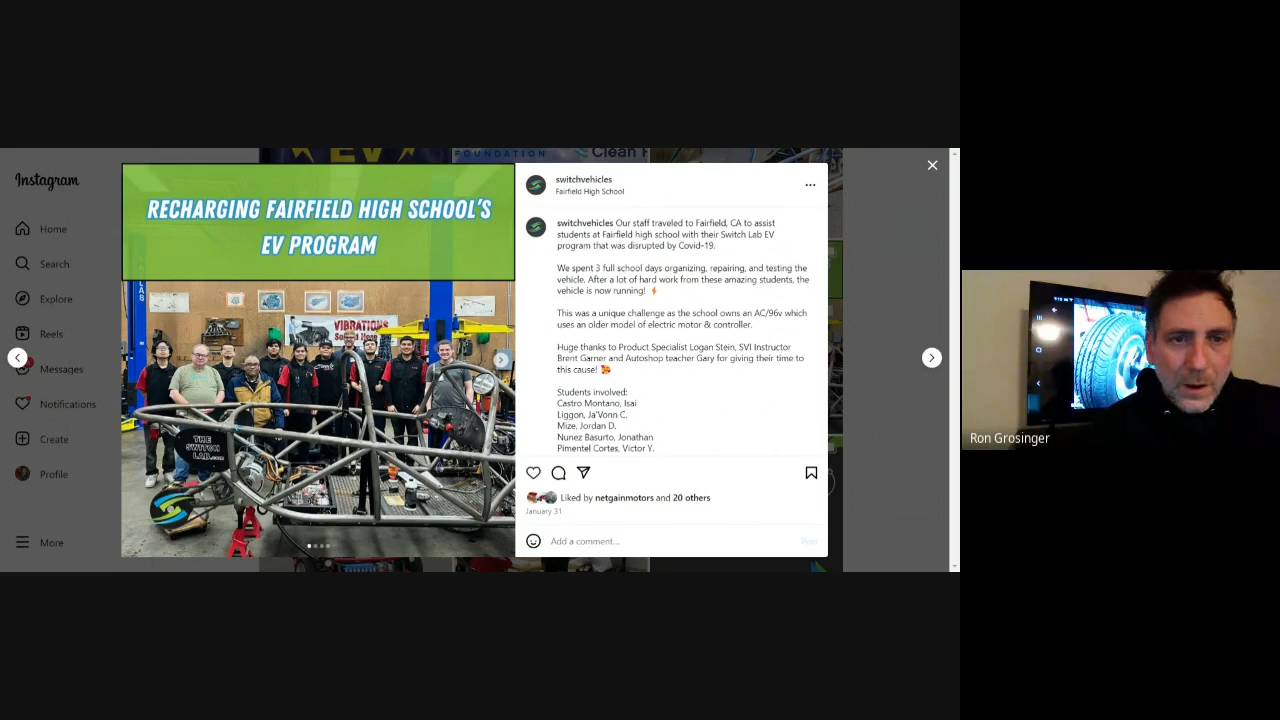 EV
FOUNDATION
Clean
Instagram
Home
Search
Explore
Reels
Messages
Notifications
Create
Profile
More
RECHARGING FAIRFIELD HIGH SCHOOL'S
EV PROGRAM
LAB
VIBRATIONS
THE
SWITCH
LAB.com
switchvehicles
Fairfield High School
switchvehicles Our staff traveled to Fairfield, CA to assist
students at Fairfield high school with their Switch Lab EV
program that was disrupted by Covid-19.
We spent 3 full school days organizing, repairing, and testing the
vehicle. After a lot of hard work from these amazing students, the
vehicle is now running!
This was a unique challenge as the school owns an AC/96v which
uses an older model of electric motor & controller.
Huge thanks to Product Specialist Logan Stein, SVI Instructor
Brent Garner and Autoshop teacher Gary for giving their time to
this cause!
Students involved:
Castro Montano, Isai
Liggon, Ja'Vonn C.
Mize, Jordan D.
Nunez Basurto, Jonathan
Pimentel Cortes, Victor Y.
Liked by netgainmotors and 20 others
January 31
Add a comment...
Post
Ron Grosinger